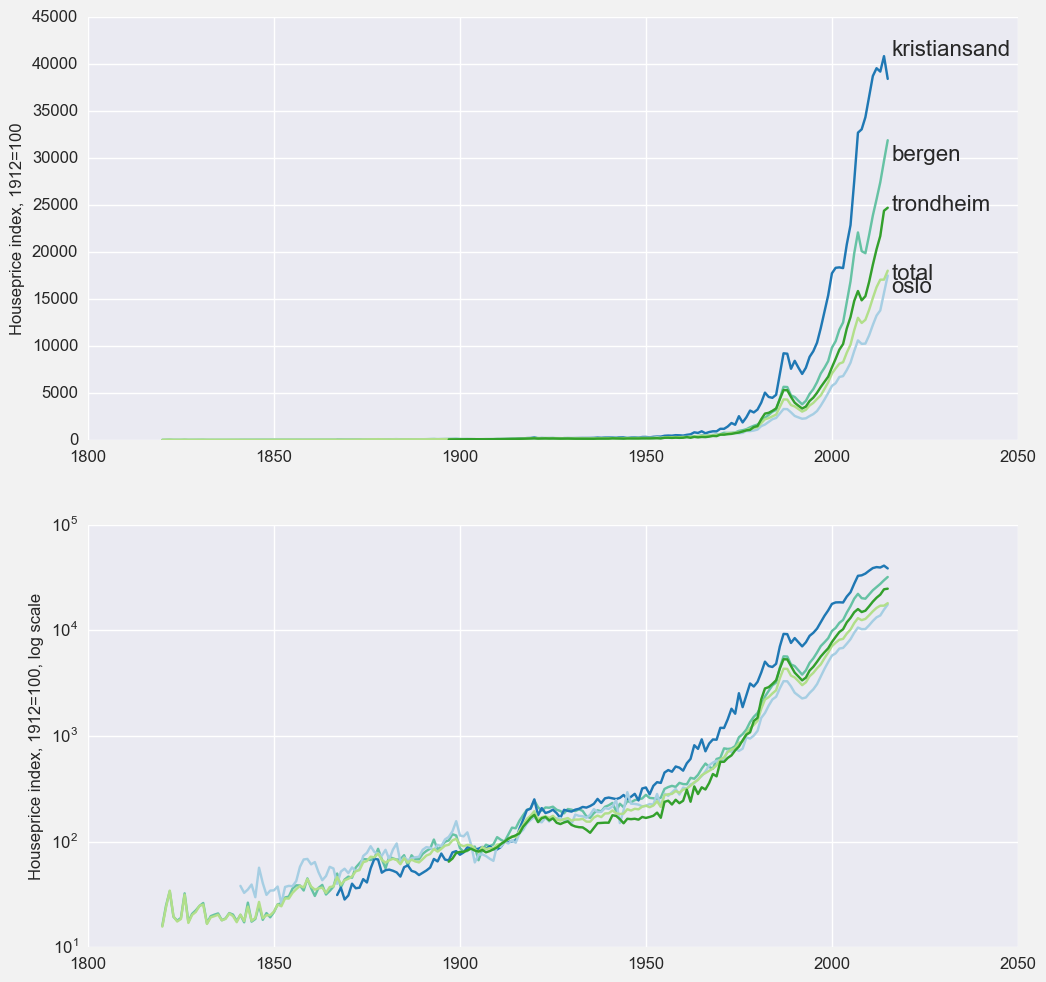 45000
40000
35000
30000
25000
20000
15000
10000
5000
0
Houseprice index, 1912=100
kristiansand
bergen
trondheim
total
oslo
1800 1850 1900 1950 2000 2050
10^5
10^4
10^3
10^2
10^1
Houseprice index, 1912=100, log scale
1800 1850 1900 1950 2000 2050